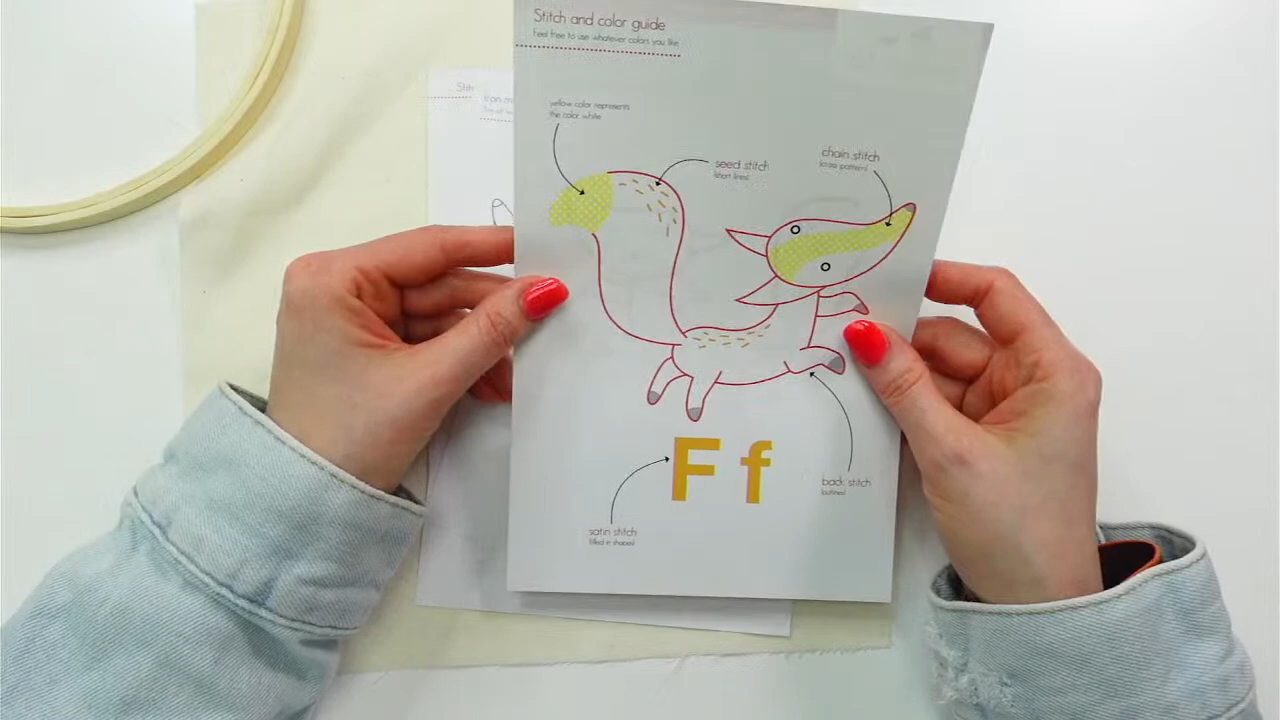 Stitch and color guide
Feel free to use whatever colors you like
Stitc
yellow color represents
the color white
seed stitch
(short lines)
chain stitch
(cross pattern)
F f
back stitch
(outlines)
satin stitch
(filled in shapes)